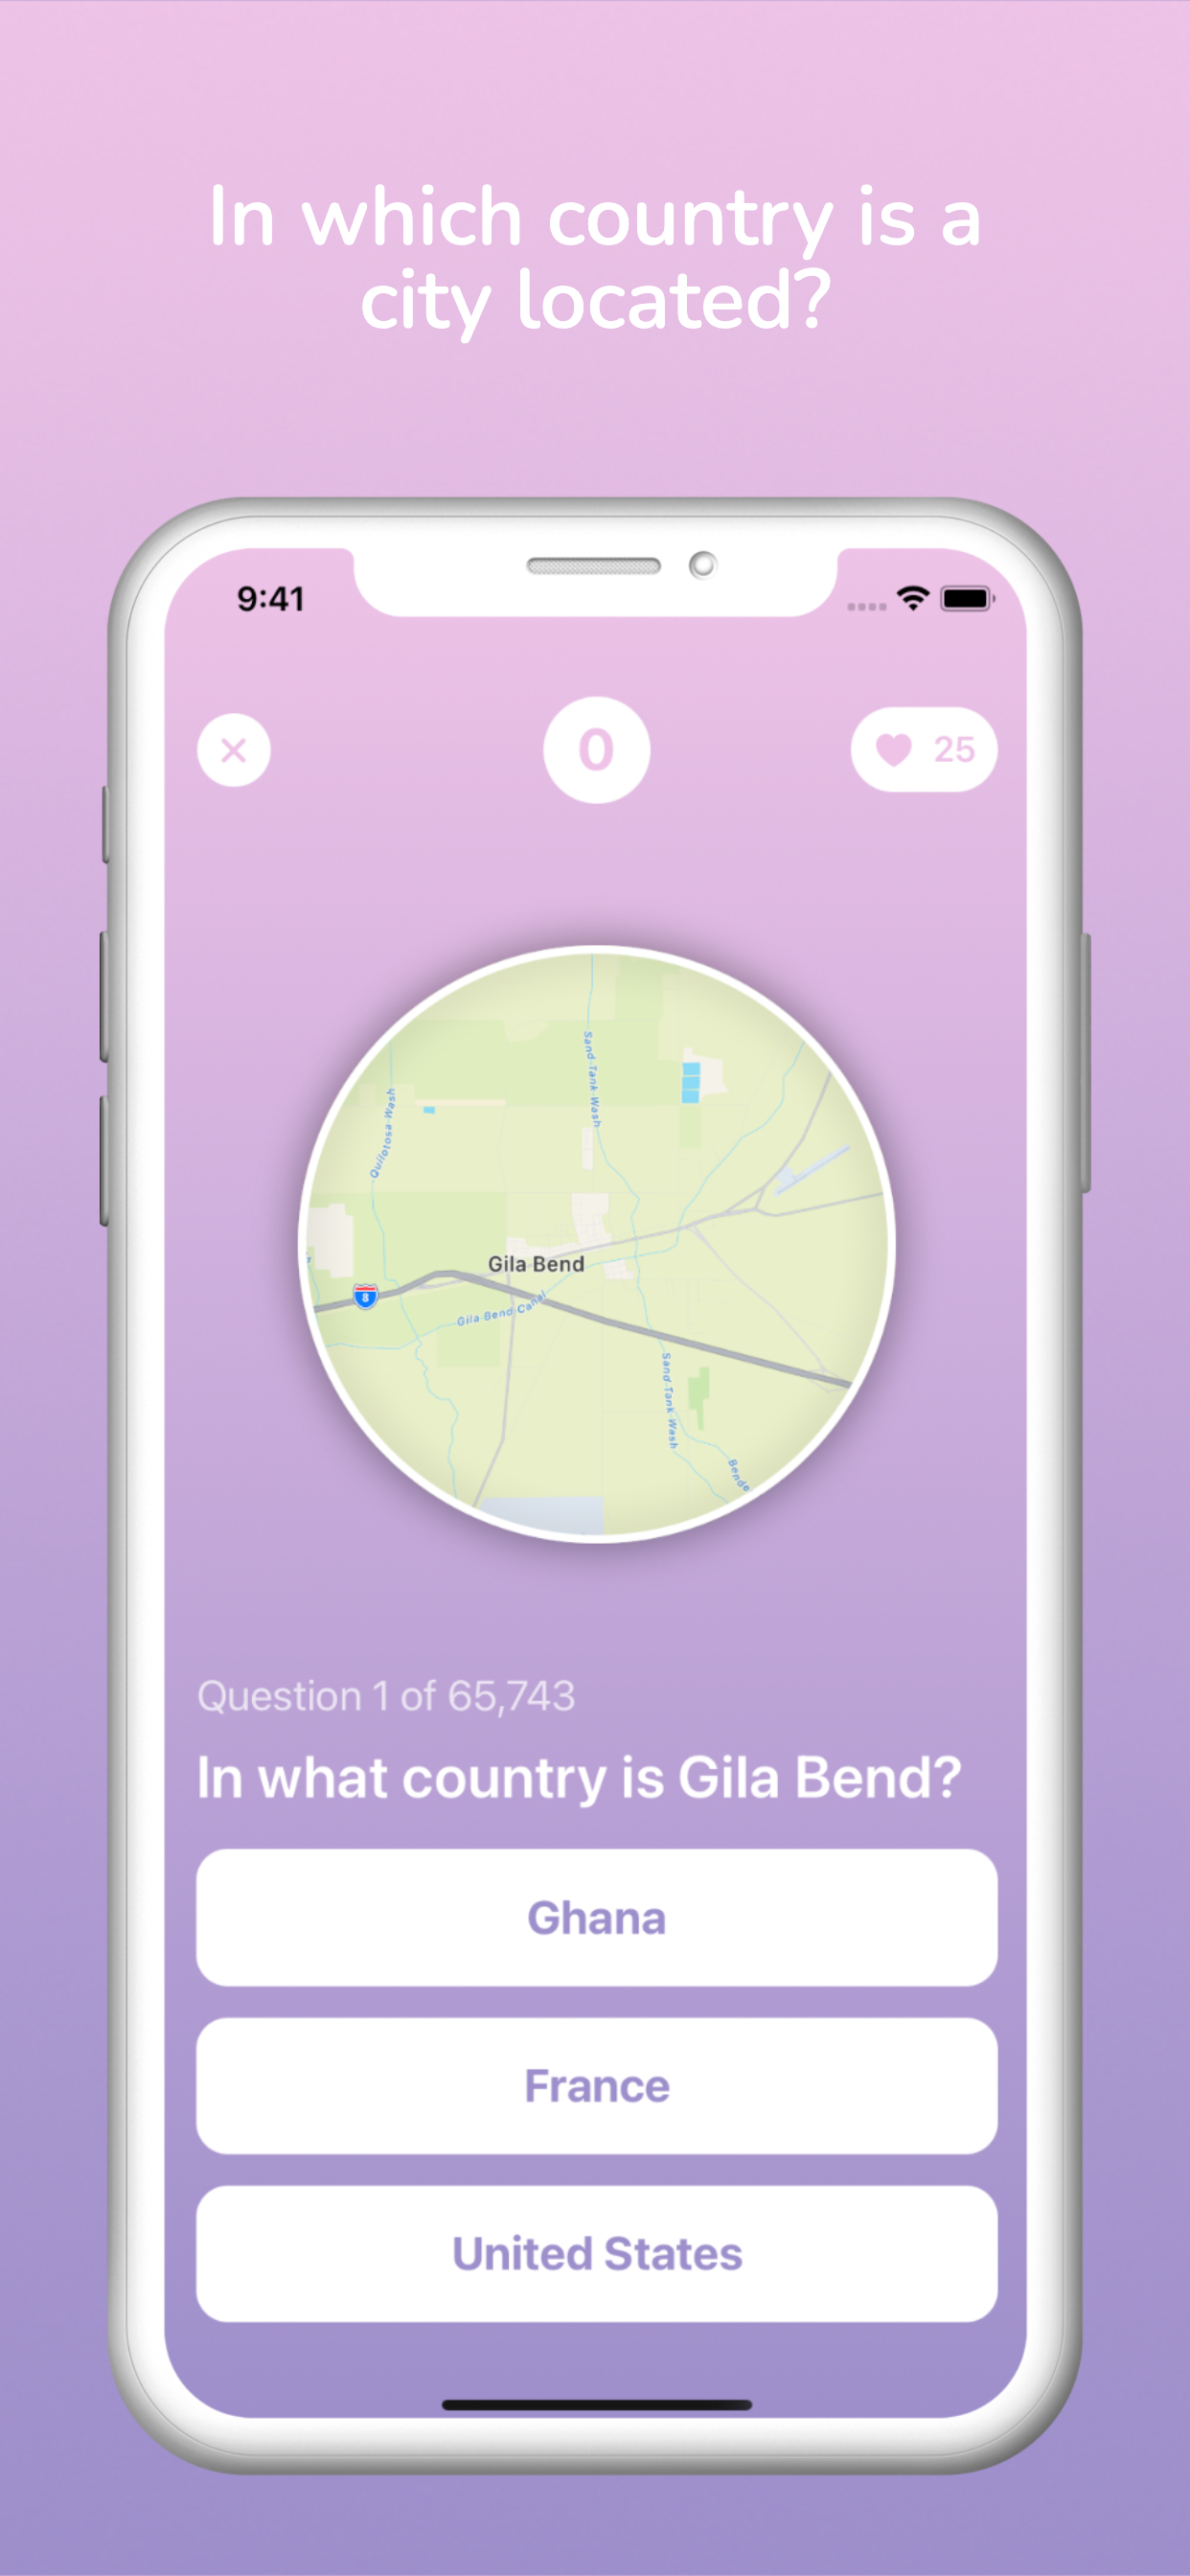 In which country is a
city located?
9:41
0
25
Sand Tank Wash
Quilotosa Wash
Gila Bend
8
Gila Bend Canal
Sand Tank Wash
Bende
Question 1 of 65,743
In what country is Gila Bend?
Ghana
France
United States